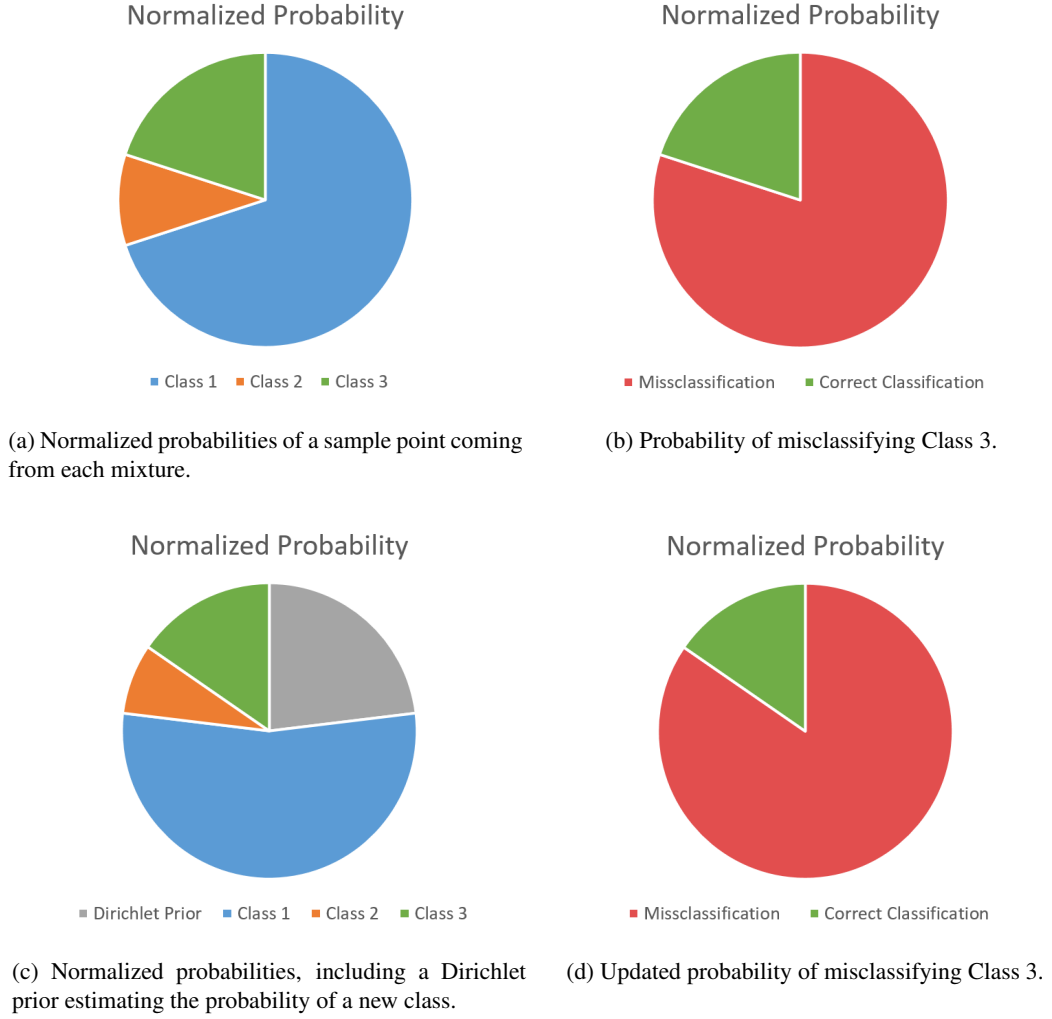 Normalized Probability
Class 1 Class 2 Class 3
(a) Normalized probabilities of a sample point coming
from each mixture.
Normalized Probability
Missclassification Correct Classification
(b) Probability of misclassifying Class 3.
Normalized Probability
Dirichlet Prior Class 1 Class 2 Class 3
(c) Normalized probabilities, including a Dirichlet
prior estimating the probability of a new class.
Normalized Probability
Missclassification Correct Classification
(d) Updated probability of misclassifying Class 3.